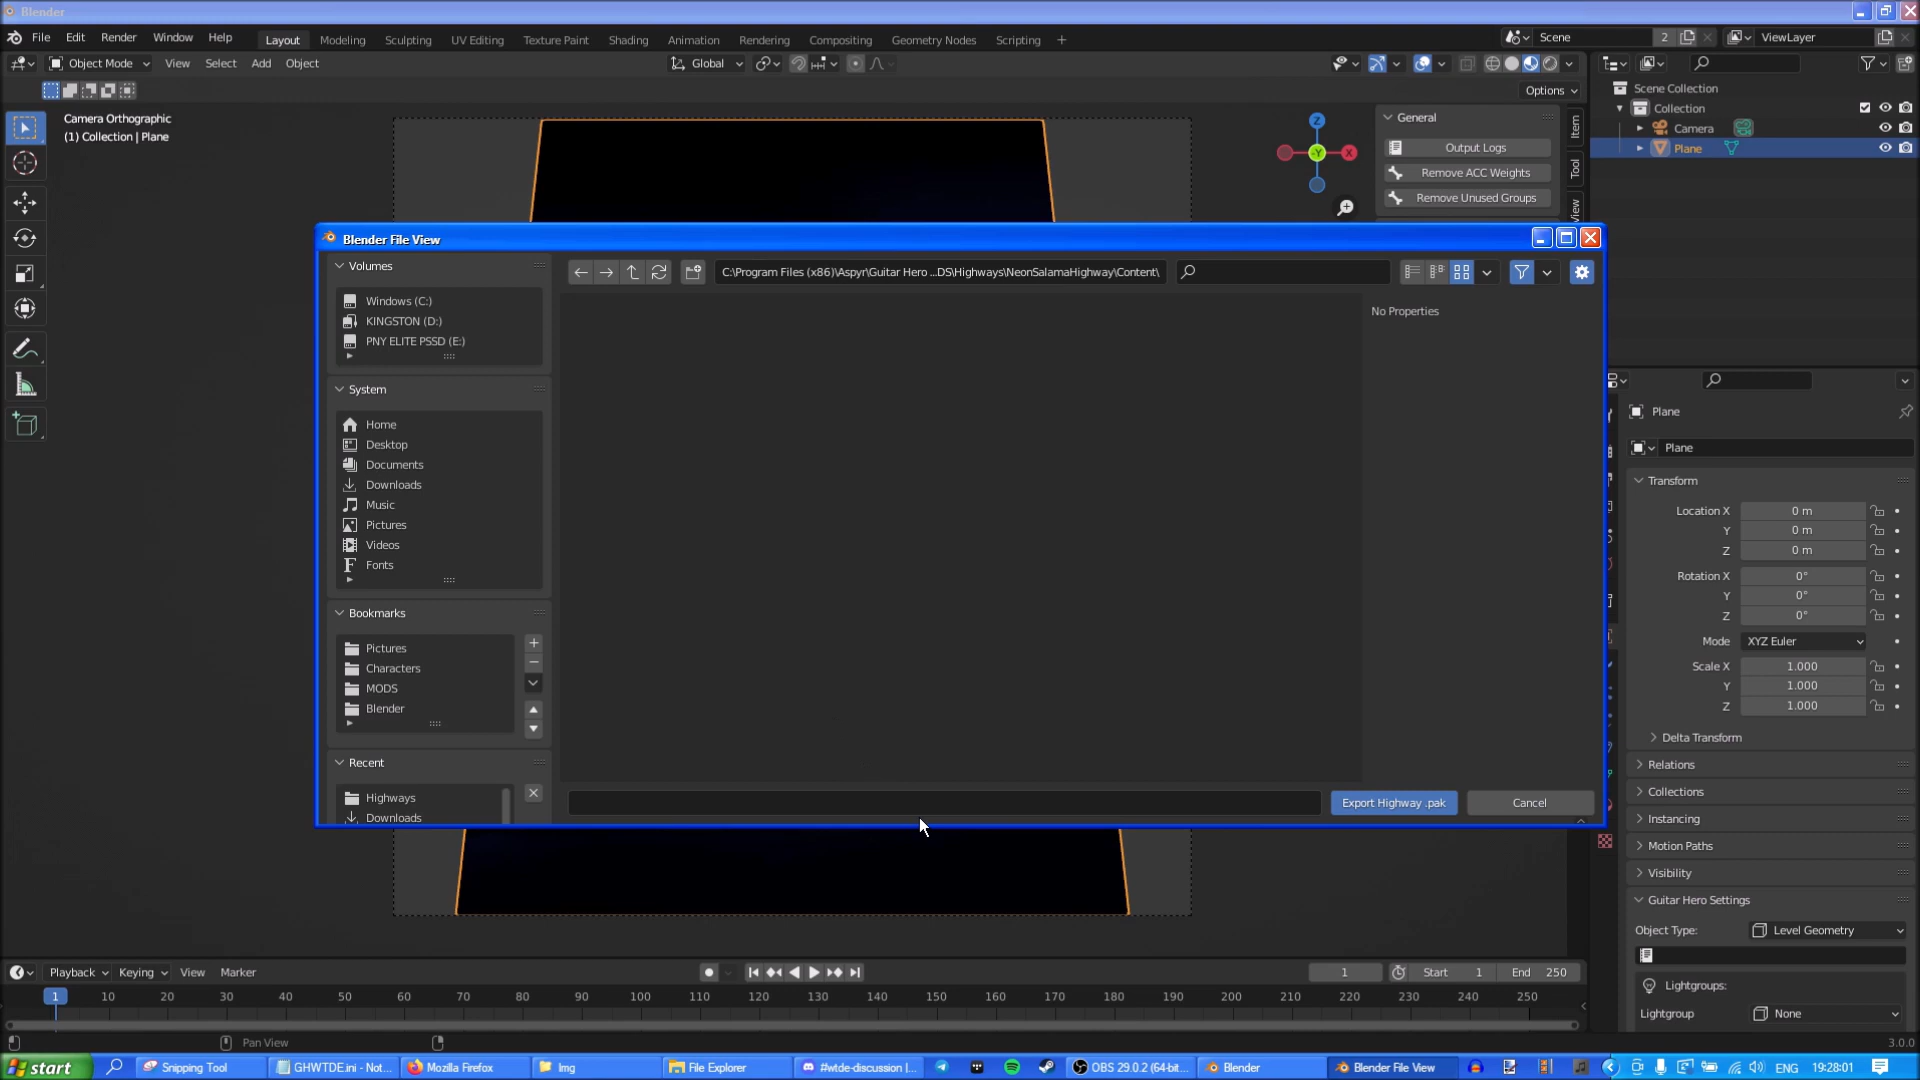 Blender
File Edit Render Window Help
Layout Modeling Sculpting UV Editing Texture Paint Shading Animation Rendering Compositing Geometry Nodes Scripting +
Scene 2 ViewLayer
Object Mode View Select Add Object
Global
Options
Camera Orthographic
(1) Collection | Plane
Z
-Y
X
General
Output Logs
Remove ACC Weights
Remove Unused Groups
Item
Tool
View
Scene Collection
Collection
Camera
Plane
Blender File View
Volumes
Windows (C:)
KINGSTON (D:)
PNY ELITE PSSD (E:)
System
Home
Desktop
Documents
Downloads
Music
Pictures
Videos
Fonts
Bookmarks
Pictures
Characters
MODS
Blender
Recent
Highways
Downloads
C:\Program Files (x86)\Aspyr\Guitar Hero ...DS\Highways\NeonSalamaHighway\Content\
No Properties
Export Highway .pak
Cancel
Plane
Plane
Transform
Location X 0 m
Y 0 m
Z 0 m
Rotation X 0°
Y 0°
Z 0°
Mode XYZ Euler
Scale X 1.000
Y 1.000
Z 1.000
Delta Transform
Relations
Collections
Instancing
Motion Paths
Visibility
Guitar Hero Settings
Object Type: Level Geometry
Lightgroups:
Lightgroup None
Playback Keying View Marker
1 Start 1 End 250
1 10 20 30 40 50 60 70 80 90 100 110 120 130 140 150 160 170 180 190 200 210 220 230 240 250
Pan View
3.0.0
start Snipping Tool GHWTDE.ini - Not... Mozilla Firefox Img File Explorer #wtde-discussion |... OBS 29.0.2 (64-bit... Blender Blender File View ENG 19:28:01